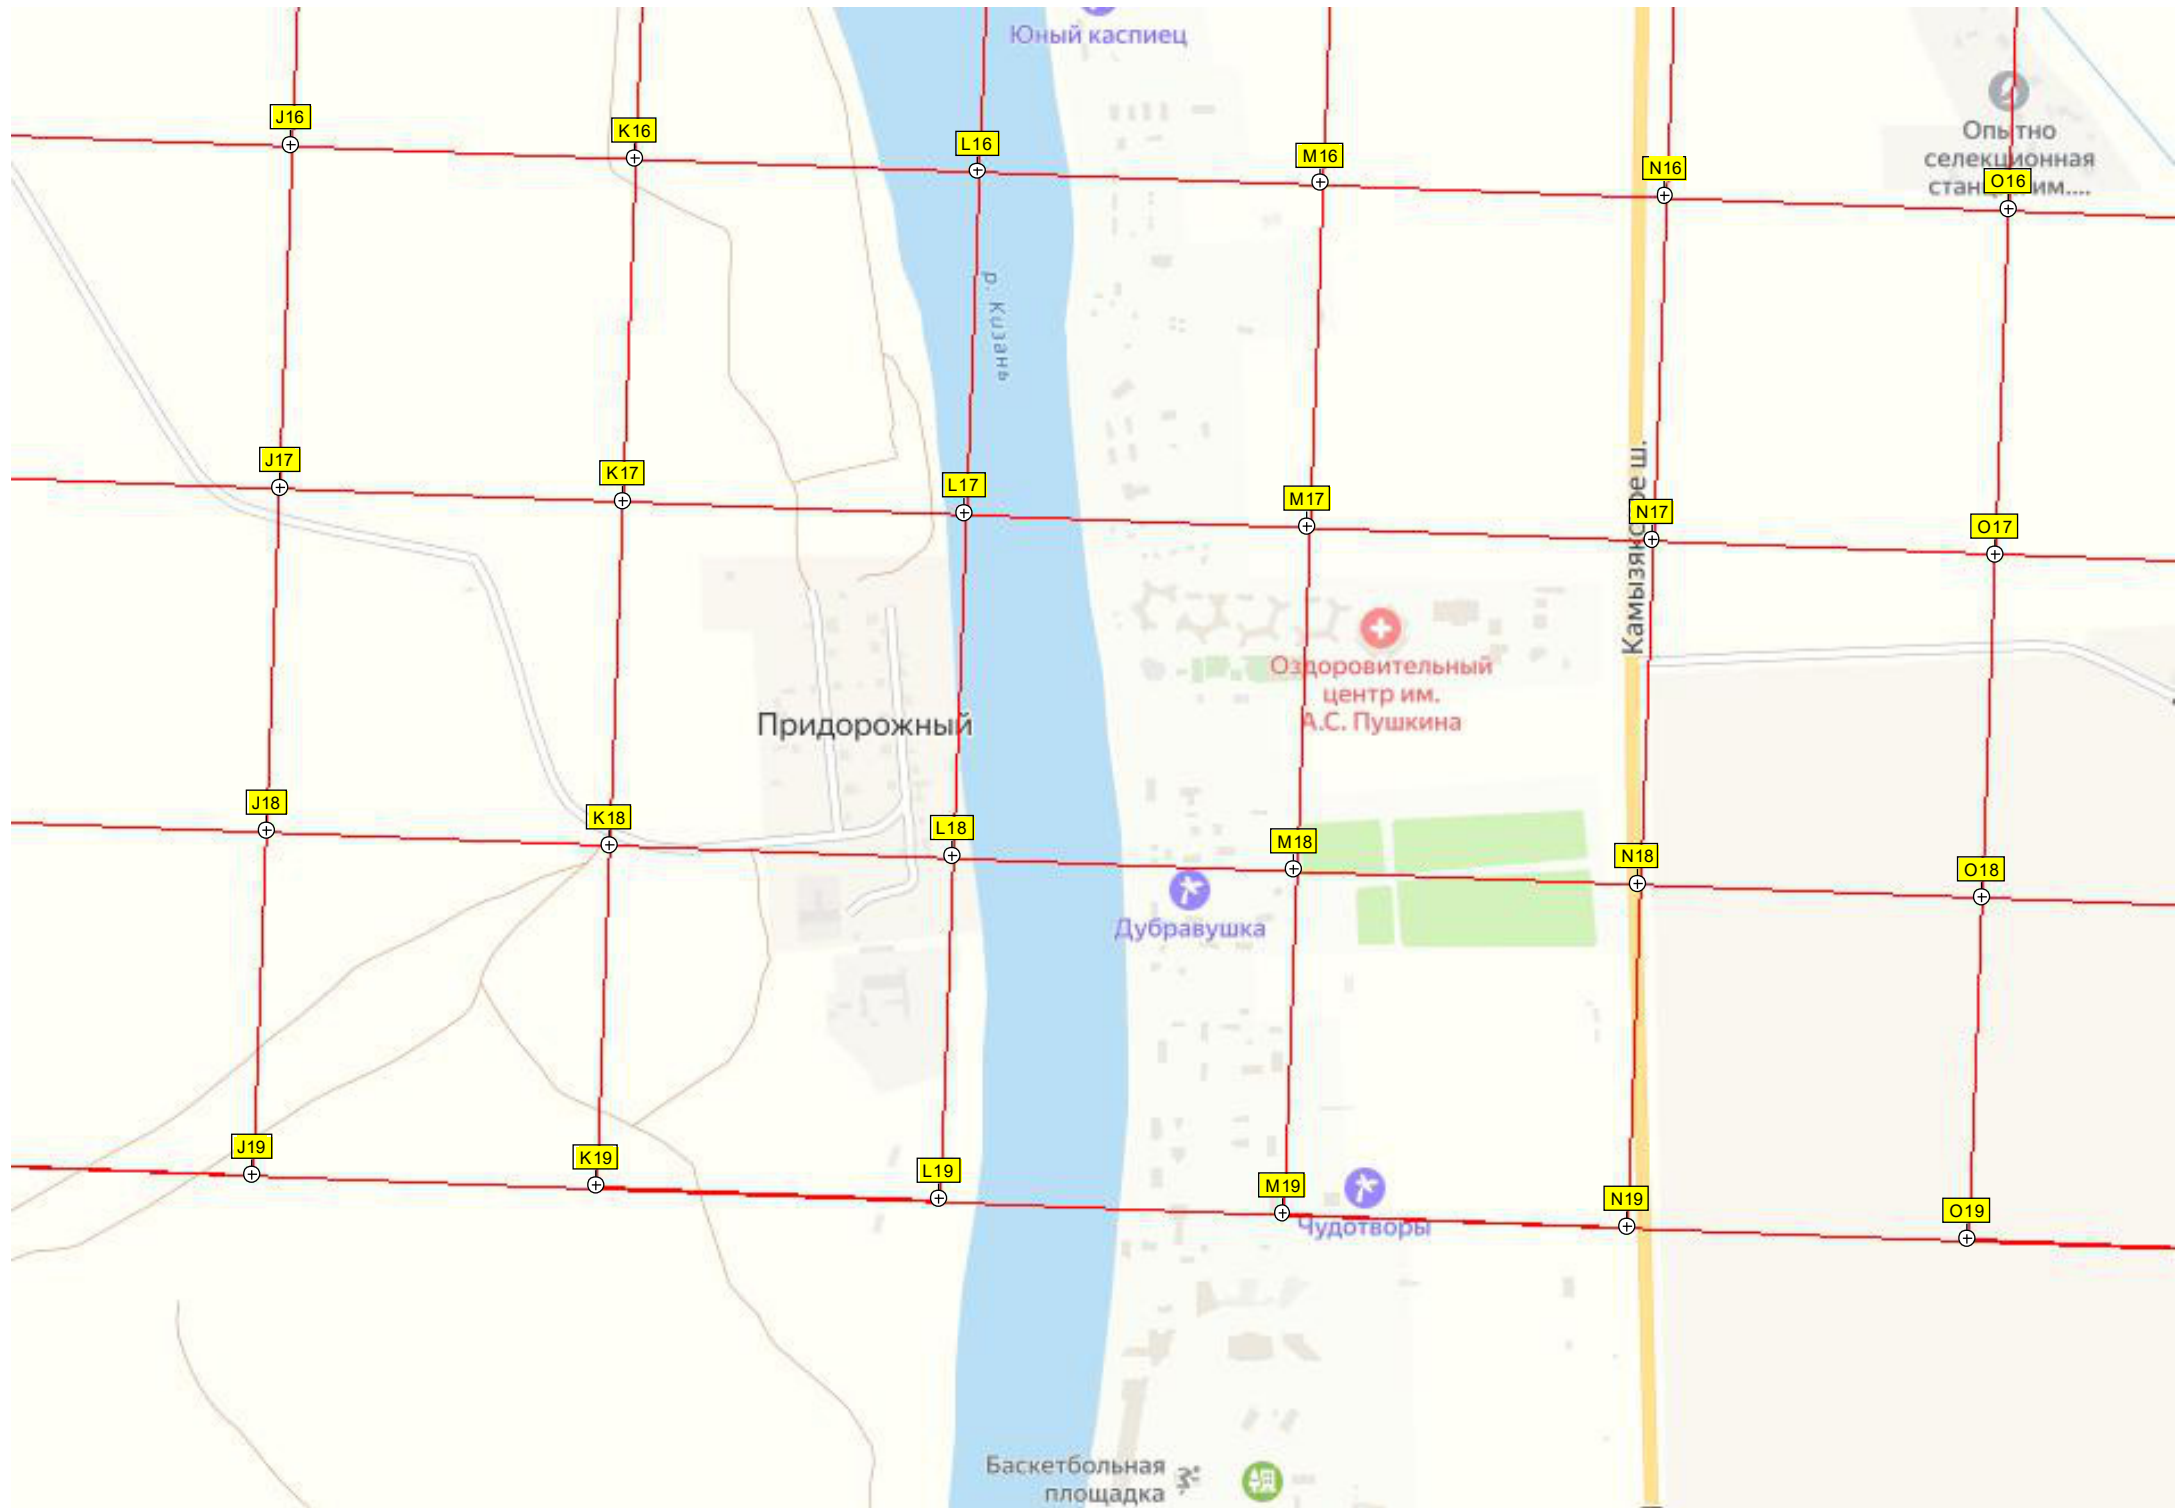 Юный каспиец
J16
K16
L16
M16
N16
O16
Опытно
селекционная
им....
р. Кизань
J17
K17
L17
M17
N17
O17
Камызякское ш.
Оздоровительный
центр им.
А.С. Пушкина
Придорожный
J18
K18
L18
M18
N18
O18
Дубравушка
J19
K19
L19
M19
N19
O19
Чудотворы
Баскетбольная
площадка